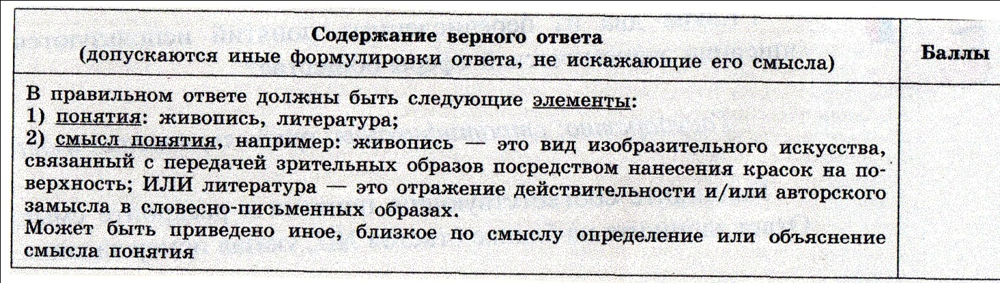 Содержание верного ответа
(допускаются иные формулировки ответа, не искажающие его смысла)
Баллы
В правильном ответе должны быть следующие элементы:
1) понятия: живопись, литература;
2) смысл понятия, например: живопись — это вид изобразительного искусства,
связанный с передачей зрительных образов посредством нанесения красок на по-
верхность; ИЛИ литература — это отражение действительности и/или авторского
замысла в словесно-письменных образах.
Может быть приведено иное, близкое по смыслу определение или объяснение
смысла понятия